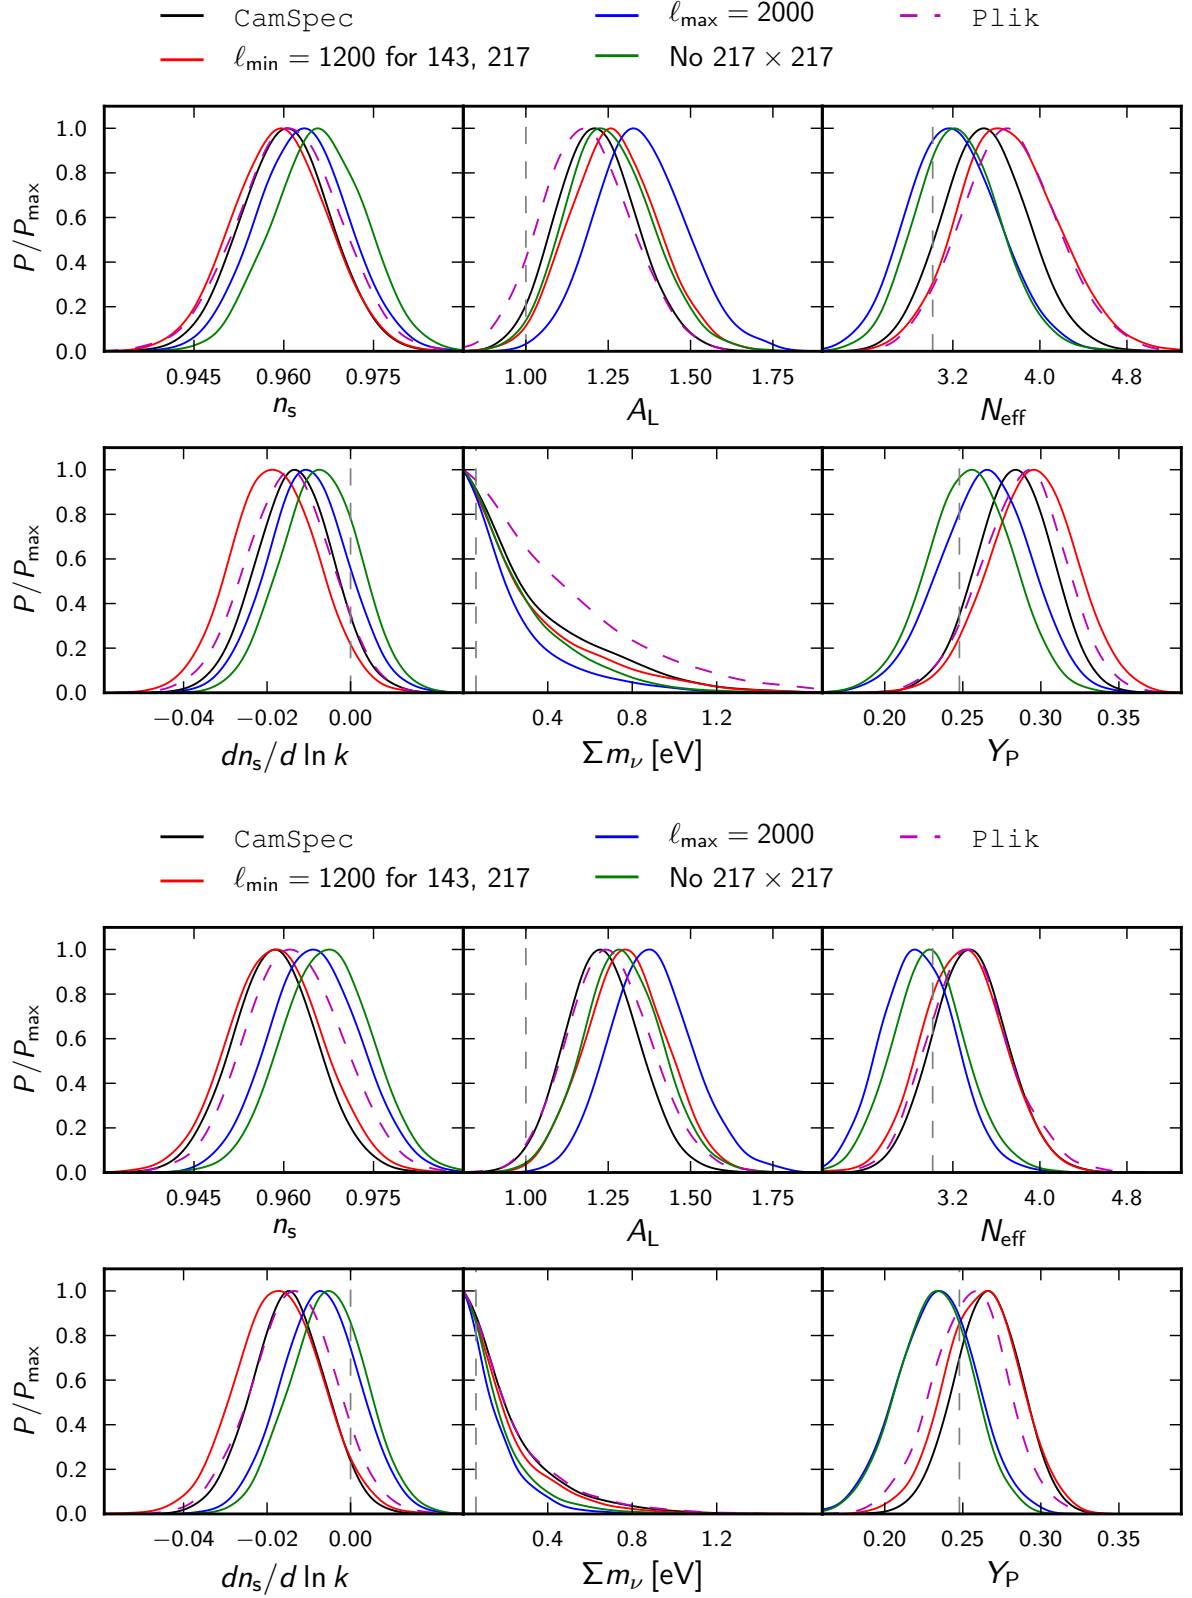 CamSpec ℓmax = 2000 Plik
ℓmin = 1200 for 143, 217 No 217 × 217
P/Pmax
1.0
0.8
0.6
0.4
0.2
0.0
0.945 0.960 0.975 1.00 1.25 1.50 1.75 3.2 4.0 4.8
ns AL Neff
P/Pmax
1.0
0.8
0.6
0.4
0.2
0.0
−0.04 −0.02 0.00 0.4 0.8 1.2 0.20 0.25 0.30 0.35
dns/d ln k Σmν [eV] YP
CamSpec ℓmax = 2000 Plik
ℓmin = 1200 for 143, 217 No 217 × 217
P/Pmax
1.0
0.8
0.6
0.4
0.2
0.0
0.945 0.960 0.975 1.00 1.25 1.50 1.75 3.2 4.0 4.8
ns AL Neff
P/Pmax
1.0
0.8
0.6
0.4
0.2
0.0
−0.04 −0.02 0.00 0.4 0.8 1.2 0.20 0.25 0.30 0.35
dns/d ln k Σmν [eV] YP